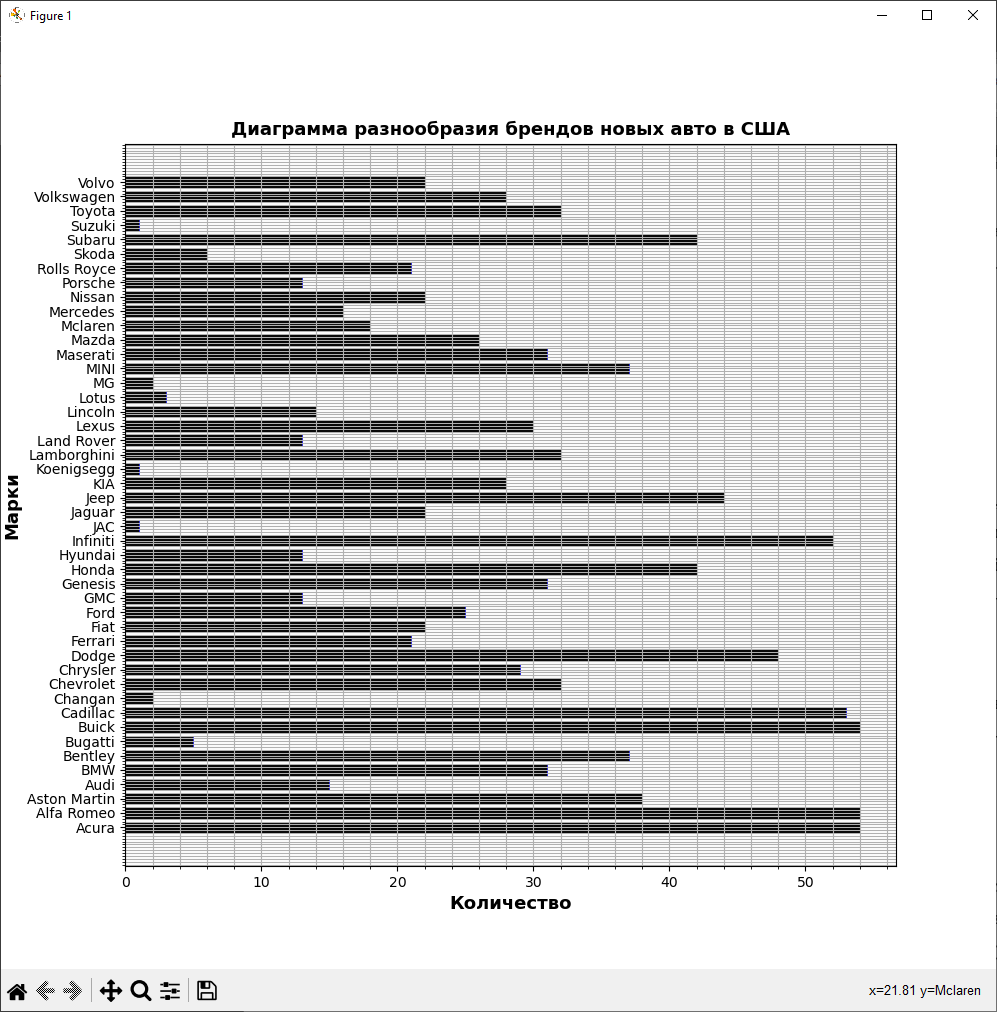 Figure 1
Диаграмма разнообразия брендов новых авто в США
Volvo
Volkswagen
Toyota
Suzuki
Subaru
Skoda
Rolls Royce
Porsche
Nissan
Mercedes
Mclaren
Mazda
Maserati
MINI
MG
Lotus
Lincoln
Lexus
Land Rover
Lamborghini
Koenigsegg
KIA
Jeep
Jaguar
JAC
Infiniti
Hyundai
Honda
Genesis
GMC
Ford
Fiat
Ferrari
Dodge
Chrysler
Chevrolet
Changan
Cadillac
Buick
Bugatti
Bentley
BMW
Audi
Aston Martin
Alfa Romeo
Acura
Марки
0 10 20 30 40 50
Количество
x=21.81 y=Mclaren